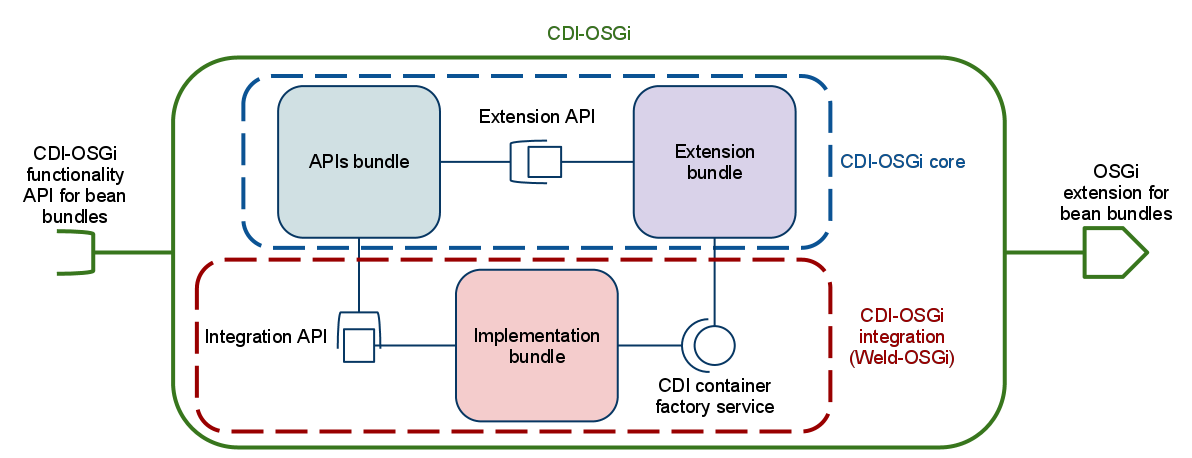 CDI-OSGi
Extension API
APIs bundle
Extension
bundle
CDI-OSGi core
CDI-OSGi
functionality
API for bean
bundles
OSGi
extension for
bean bundles
Integration API
Implementation
bundle
CDI-OSGi
integration
(Weld-OSGi)
CDI container
factory service